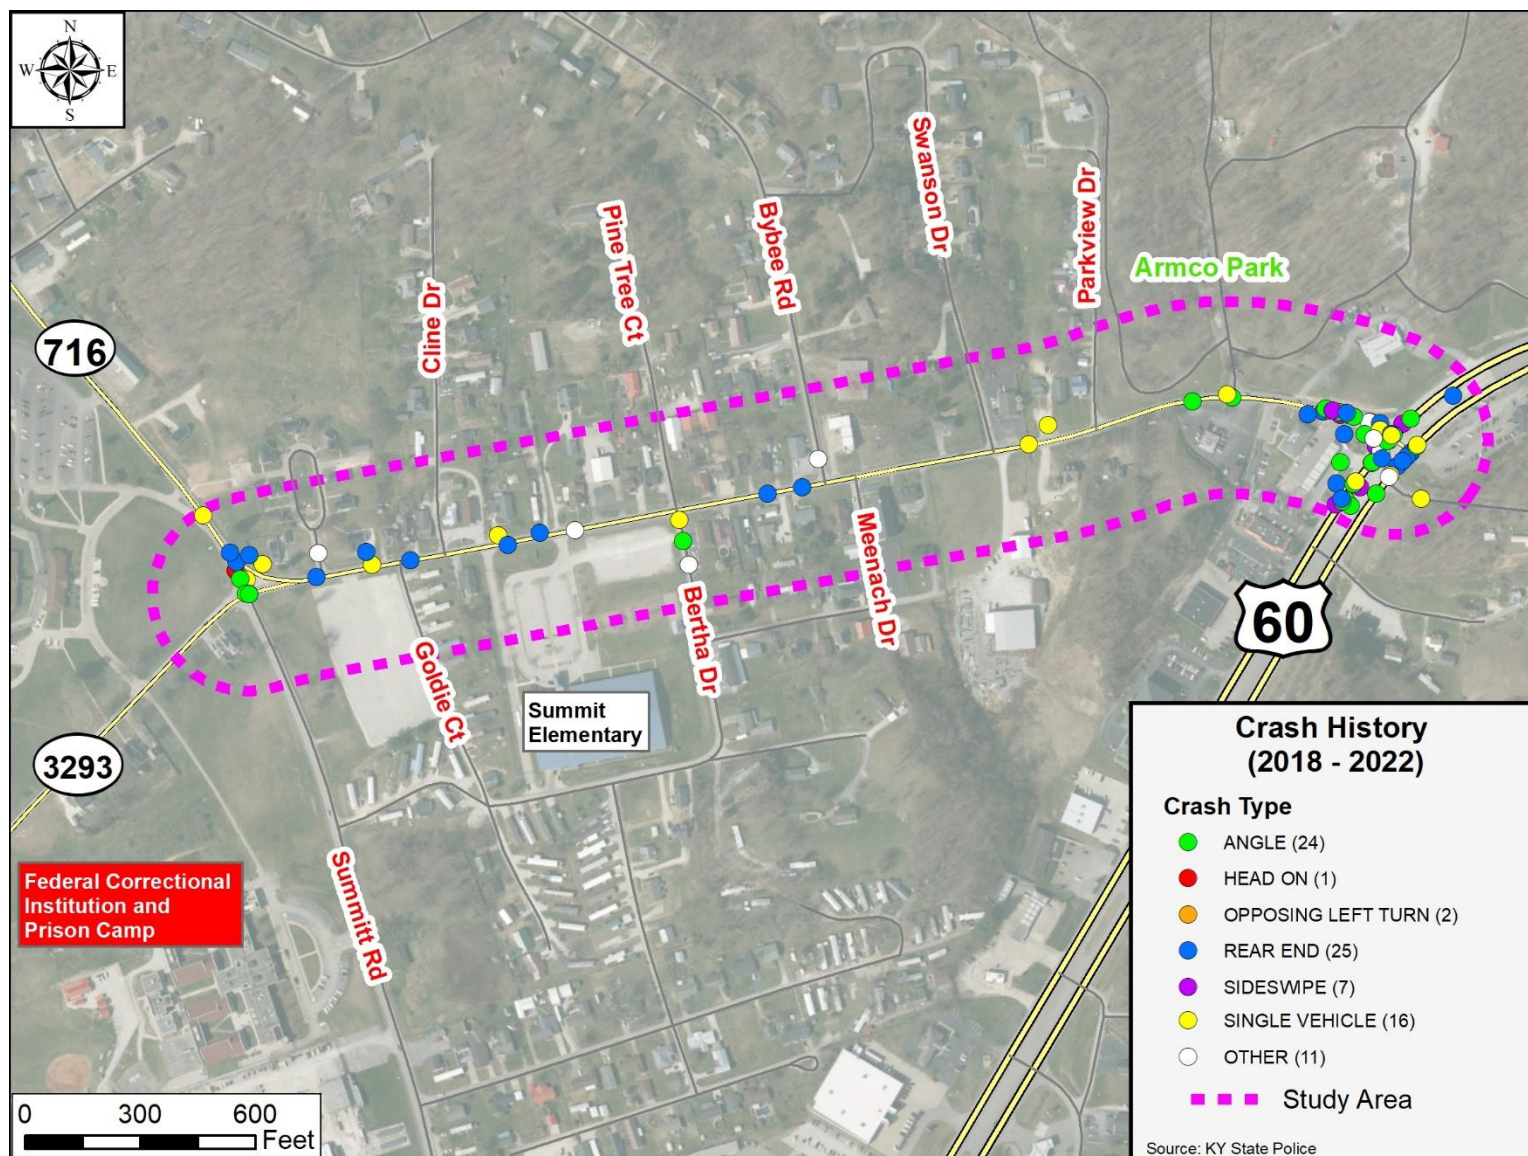 N
W E
S
716
Cline Dr
Pine Tree Ct
Bybee Rd
Swanson Dr
Parkview Dr
Armco Park
3293
Summitt Rd
Goldie Ct
Bertha Dr
Meenach Dr
60
Summit
Elementary
Federal Correctional
Institution and
Prison Camp
0 300 600
Feet
Crash History
(2018 - 2022)
Crash Type
ANGLE (24)
HEAD ON (1)
OPPOSING LEFT TURN (2)
REAR END (25)
SIDESWIPE (7)
SINGLE VEHICLE (16)
OTHER (11)
Study Area
Source: KY State Police